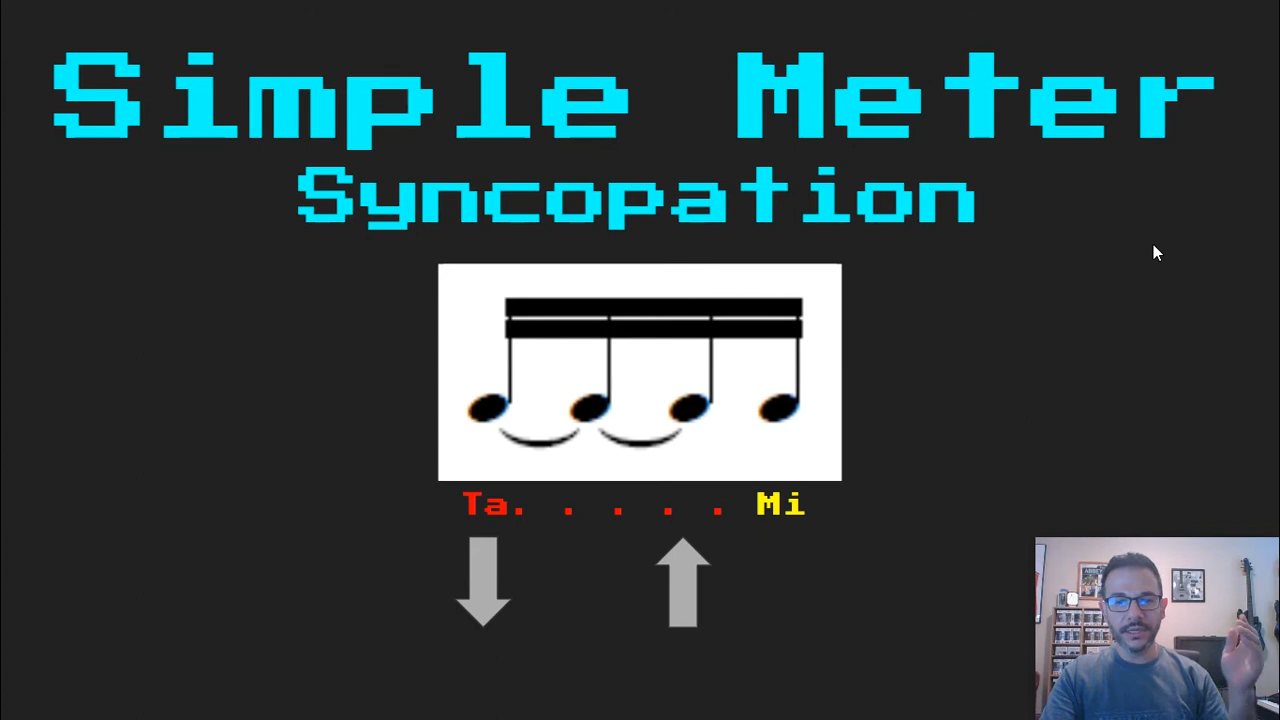 Simple Meter
Syncopation
Ta. . . . . Mi